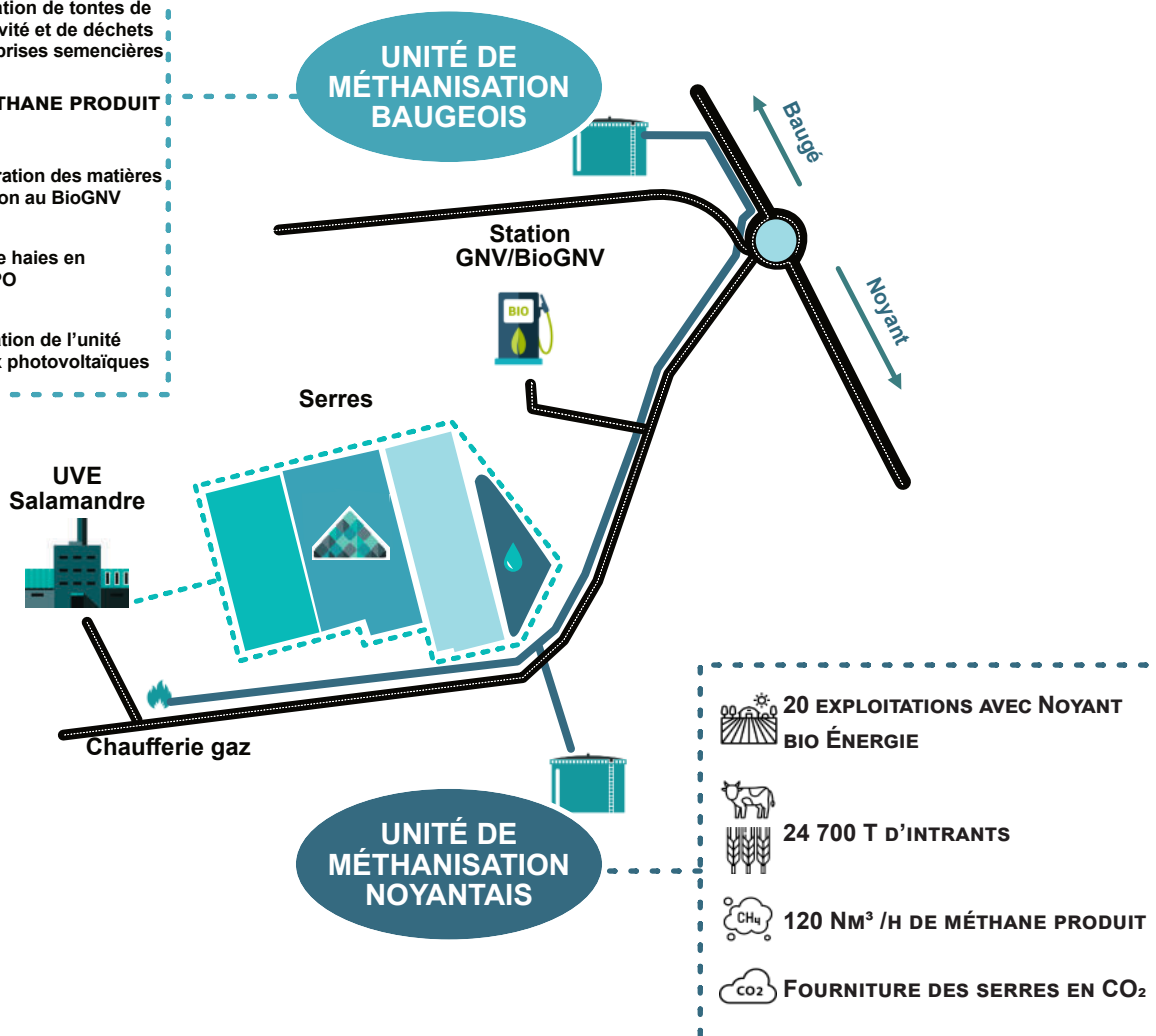 ation de tontes de
vité et de déchets
prises semencières
THANE PRODUIT
ration des matières
on au BioGNV
e haies en
PO
ation de l'unité
x photovoltaïques
UNITÉ DE
MÉTHANISATION
BAUGEOIS
Baugé
Noyant
Station
GNV/BioGNV
BIO
Serres
UVE
Salamandre
Chaufferie gaz
UNITÉ DE
MÉTHANISATION
NOYANTAIS
20 EXPLOITATIONS AVEC NOYANT
BIO ÉNERGIE
24 700 T D'INTRANTS
CH₄
120 NM³ /H DE MÉTHANE PRODUIT
CO2
FOURNITURE DES SERRES EN CO₂